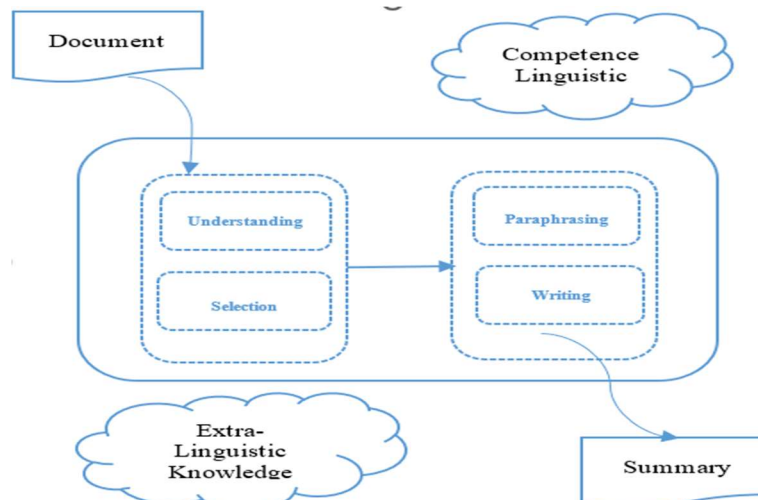 Document
Competence
Linguistic
Understanding
Paraphrasing
Selection
Writing
Extra-
Linguistic
Knowledge
Summary